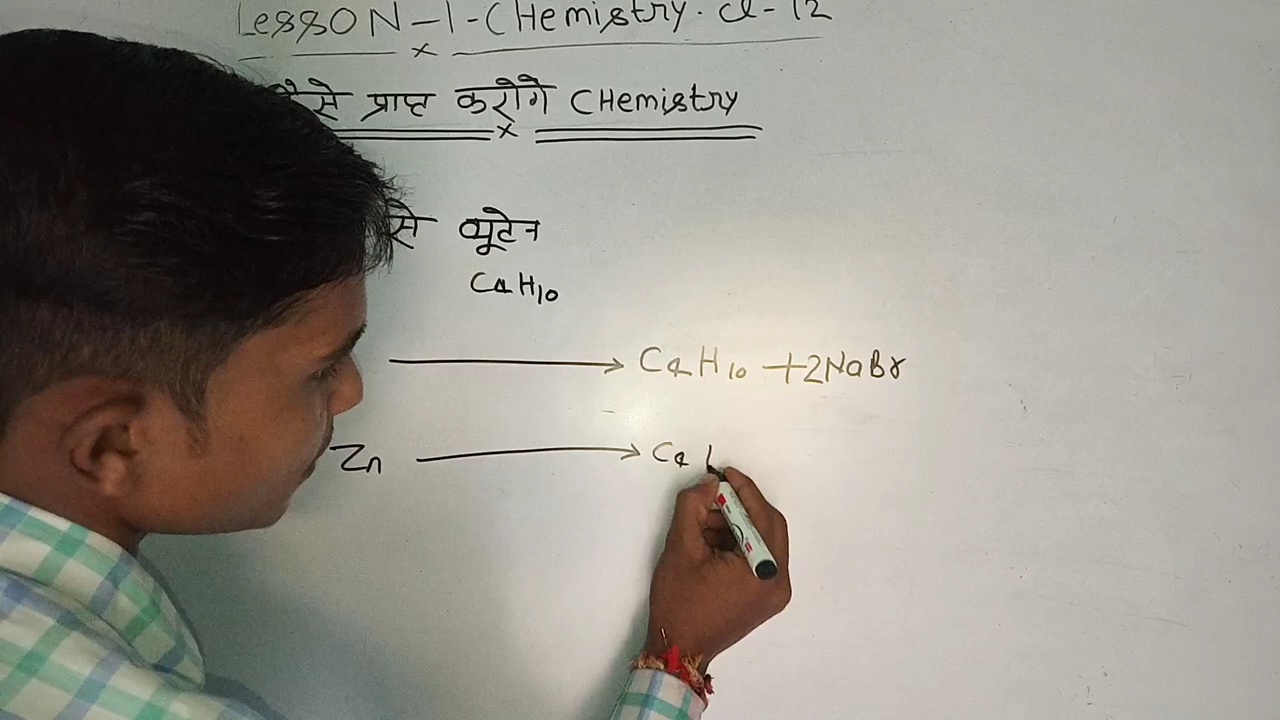 LessON-1-CHemistry. cl-12
से प्राप्त करोगे CHemistry
से ब्यूटेन
C4H10
C4H10 + 2NaBr
Zn → C4